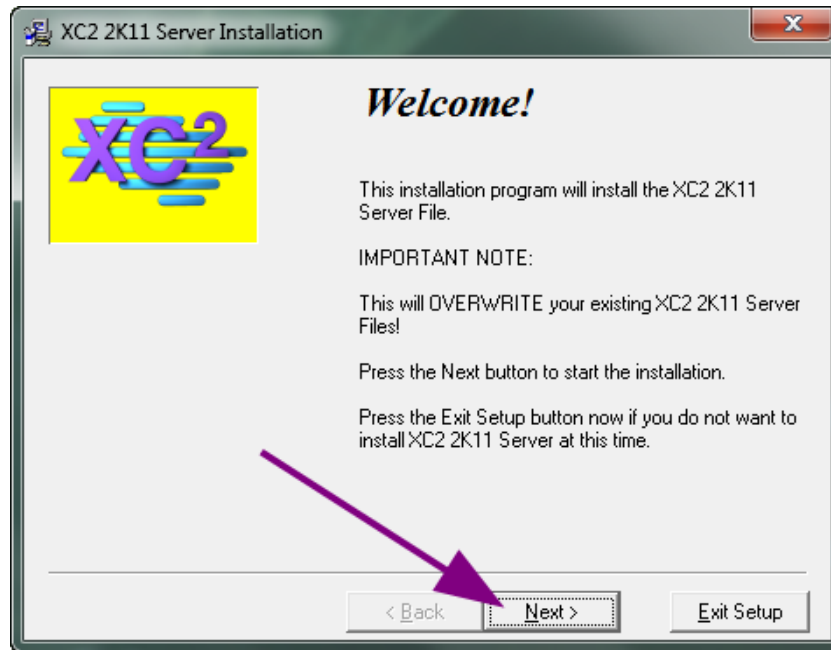 XC2 2K11 Server Installation
XC2
Welcome!
This installation program will install the XC2 2K11
Server File.
IMPORTANT NOTE:
This will OVERWRITE your existing XC2 2K11 Server
Files!
Press the Next button to start the installation.
Press the Exit Setup button now if you do not want to
install XC2 2K11 Server at this time.
< Back Next > Exit Setup